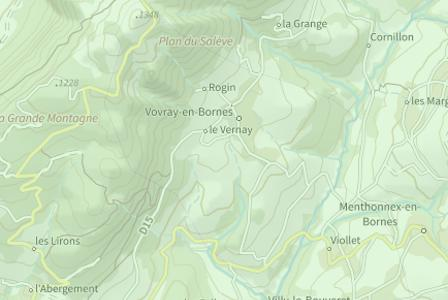 1348
la Grange
Plan du Salève
Cornillon
1228
Rogin
les Marg
Vovray-en-Bornes
a Grande Montagne
le Vernay
Menthonnex-en-
Bornes
D15
les Lirons
Viollet
l'Abergement